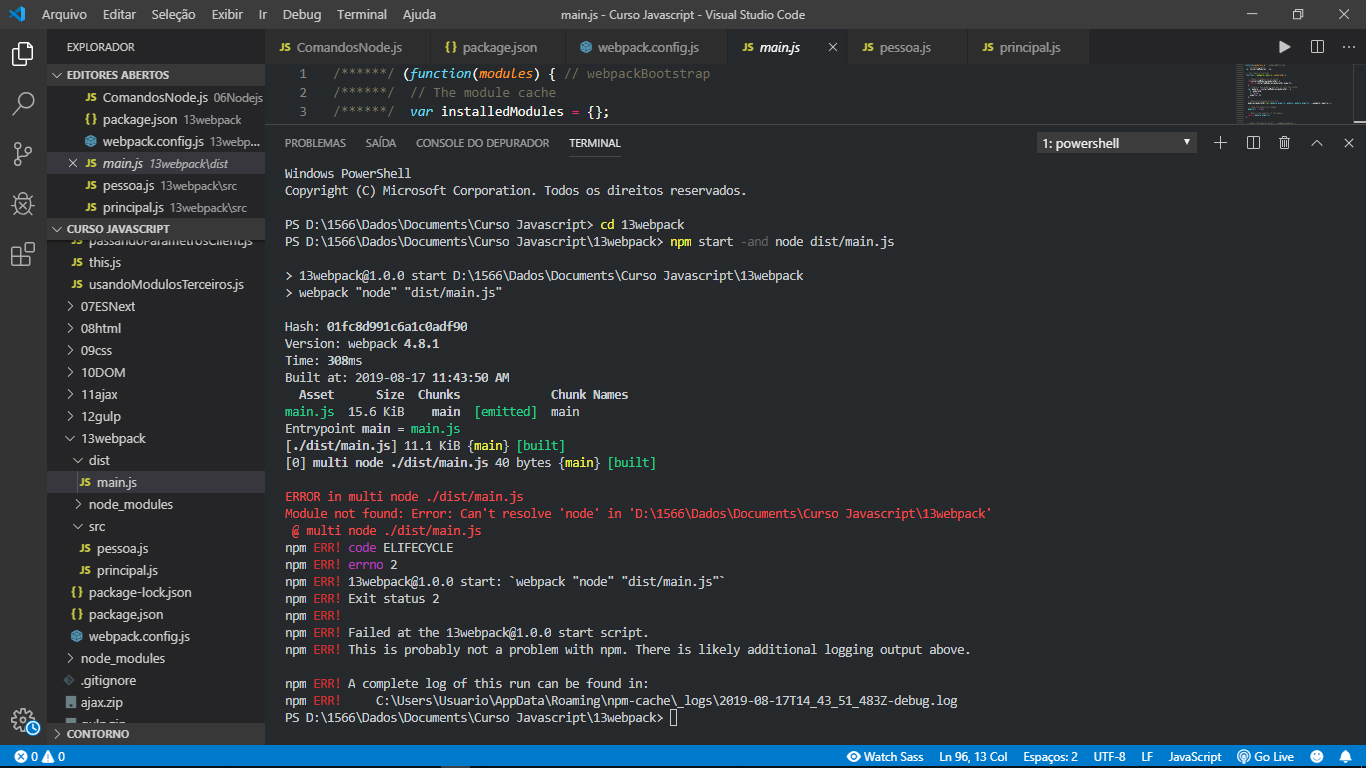 Arquivo Editar Seleção Exibir Ir Debug Terminal Ajuda
main.js - Curso Javascript - Visual Studio Code
EXPLORADOR
EDITORES ABERTOS
JS ComandosNode.js 06Nodejs
{} package.json 13webpack
webpack.config.js 13webp...
JS main.js 13webpack\dist
JS pessoa.js 13webpack\src
JS principal.js 13webpack\src
CURSO JAVASCRIPT
JS passandoParametrosClient.js
JS this.js
JS usandoModulosTerceiros.js
07ESNext
08html
09css
10DOM
11ajax
12gulp
13webpack
dist
JS main.js
node_modules
src
JS pessoa.js
JS principal.js
{} package-lock.json
{} package.json
webpack.config.js
node_modules
.gitignore
ajax.zip
gulp.zip
CONTORNO
JS ComandosNode.js
{} package.json
webpack.config.js
JS main.js
JS pessoa.js
JS principal.js
1 /******/ (function(modules) { // webpackBootstrap
2 /******/ // The module cache
3 /******/ var installedModules = {};
PROBLEMAS SAÍDA CONSOLE DO DEPURADOR TERMINAL
1: powershell
Windows PowerShell
Copyright (C) Microsoft Corporation. Todos os direitos reservados.
PS D:\1566\Dados\Documents\Curso Javascript> cd 13webpack
PS D:\1566\Dados\Documents\Curso Javascript\13webpack> npm start -and node dist/main.js
> 13webpack@1.0.0 start D:\1566\Dados\Documents\Curso Javascript\13webpack
> webpack "node" "dist/main.js"
Hash: 01fc8d991c6a1c0adf90
Version: webpack 4.8.1
Time: 308ms
Built at: 2019-08-17 11:43:50 AM
Asset Size Chunks Chunk Names
main.js 15.6 KiB main [emitted] main
Entrypoint main = main.js
[./dist/main.js] 11.1 KiB {main} [built]
[0] multi node ./dist/main.js 40 bytes {main} [built]
ERROR in multi node ./dist/main.js
Module not found: Error: Can't resolve 'node' in 'D:\1566\Dados\Documents\Curso Javascript\13webpack'
@ multi node ./dist/main.js
npm ERR! code ELIFECYCLE
npm ERR! errno 2
npm ERR! 13webpack@1.0.0 start: `webpack "node" "dist/main.js"`
npm ERR! Exit status 2
npm ERR!
npm ERR! Failed at the 13webpack@1.0.0 start script.
npm ERR! This is probably not a problem with npm. There is likely additional logging output above.
npm ERR! A complete log of this run can be found in:
npm ERR! C:\Users\Usuario\AppData\Roaming\npm-cache\_logs\2019-08-17T14_43_51_483Z-debug.log
PS D:\1566\Dados\Documents\Curso Javascript\13webpack>
0 0
Watch Sass Ln 96, 13 Col Espaços: 2 UTF-8 LF JavaScript Go Live